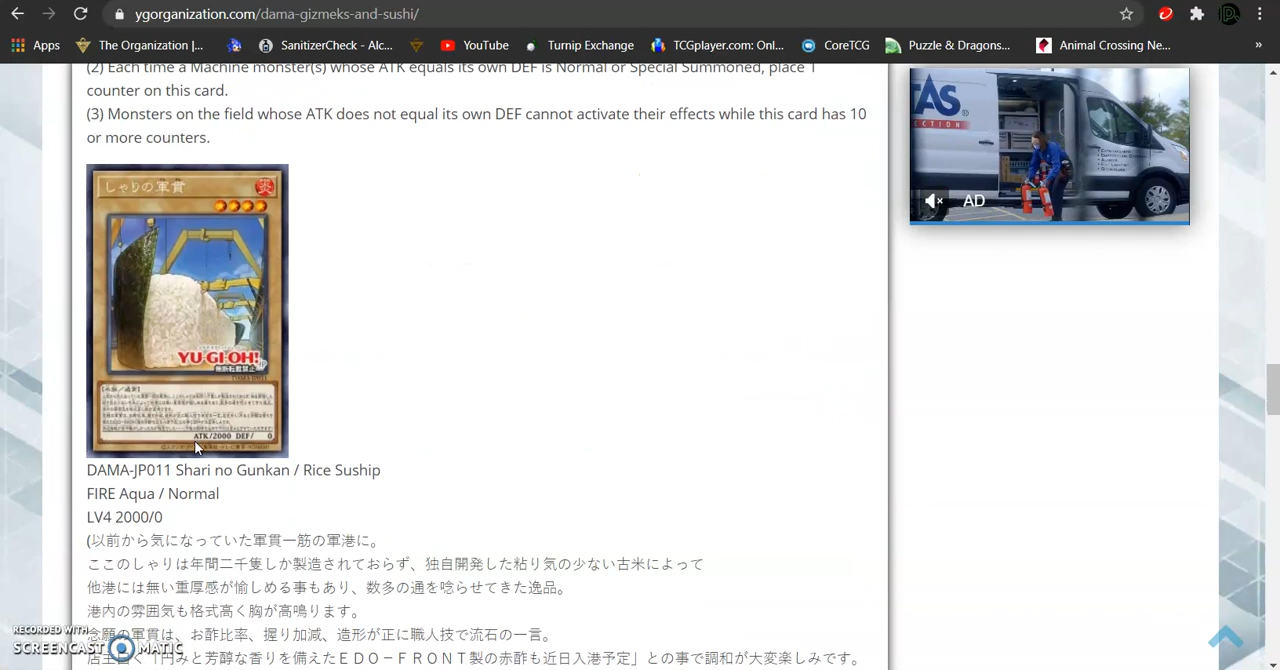 ygorganization.com/dama-gizmeks-and-sushi/
Apps
The Organization |...
SanitizerCheck - Alc...
YouTube
Turnip Exchange
TCGplayer.com: Onl...
CoreTCG
Puzzle & Dragons...
Animal Crossing Ne...
»
(2) Each time a Machine monster(s) whose ATK equals its own DEF is Normal or Special Summoned, place 1
counter on this card.
(3) Monsters on the field whose ATK does not equal its own DEF cannot activate their effects while this card has 10
or more counters.
TAS
AD
しゃりの軍貫
炎
YU-GI-OH!
ATK/2000 DEF/ 0
DAMA-JP011 Shari no Gunkan / Rice Suship
FIRE Aqua / Normal
LV4 2000/0
(以前から気になっていた軍貫一筋の軍港に。
ここのしゃりは年間二千隻しか製造されておらず、独自開発した粘り気の少ない古米によって
他港には無い重厚感が愉しめる事もあり、数多の通を唸らせてきた逸品。
港内の雰囲気も格式高く胸が高鳴ります。
念願の軍貫は、お酢比率、握り加減、造形が正に職人技で流石の一言。
店主曰く「円みと芳醇な香りを備えたＥＤＯ－ＦＲＯＮＴ製の赤酢も近日入港予定」との事で調和が大変楽しみです。
RECORDED WITH
SCREENCAST MATIC